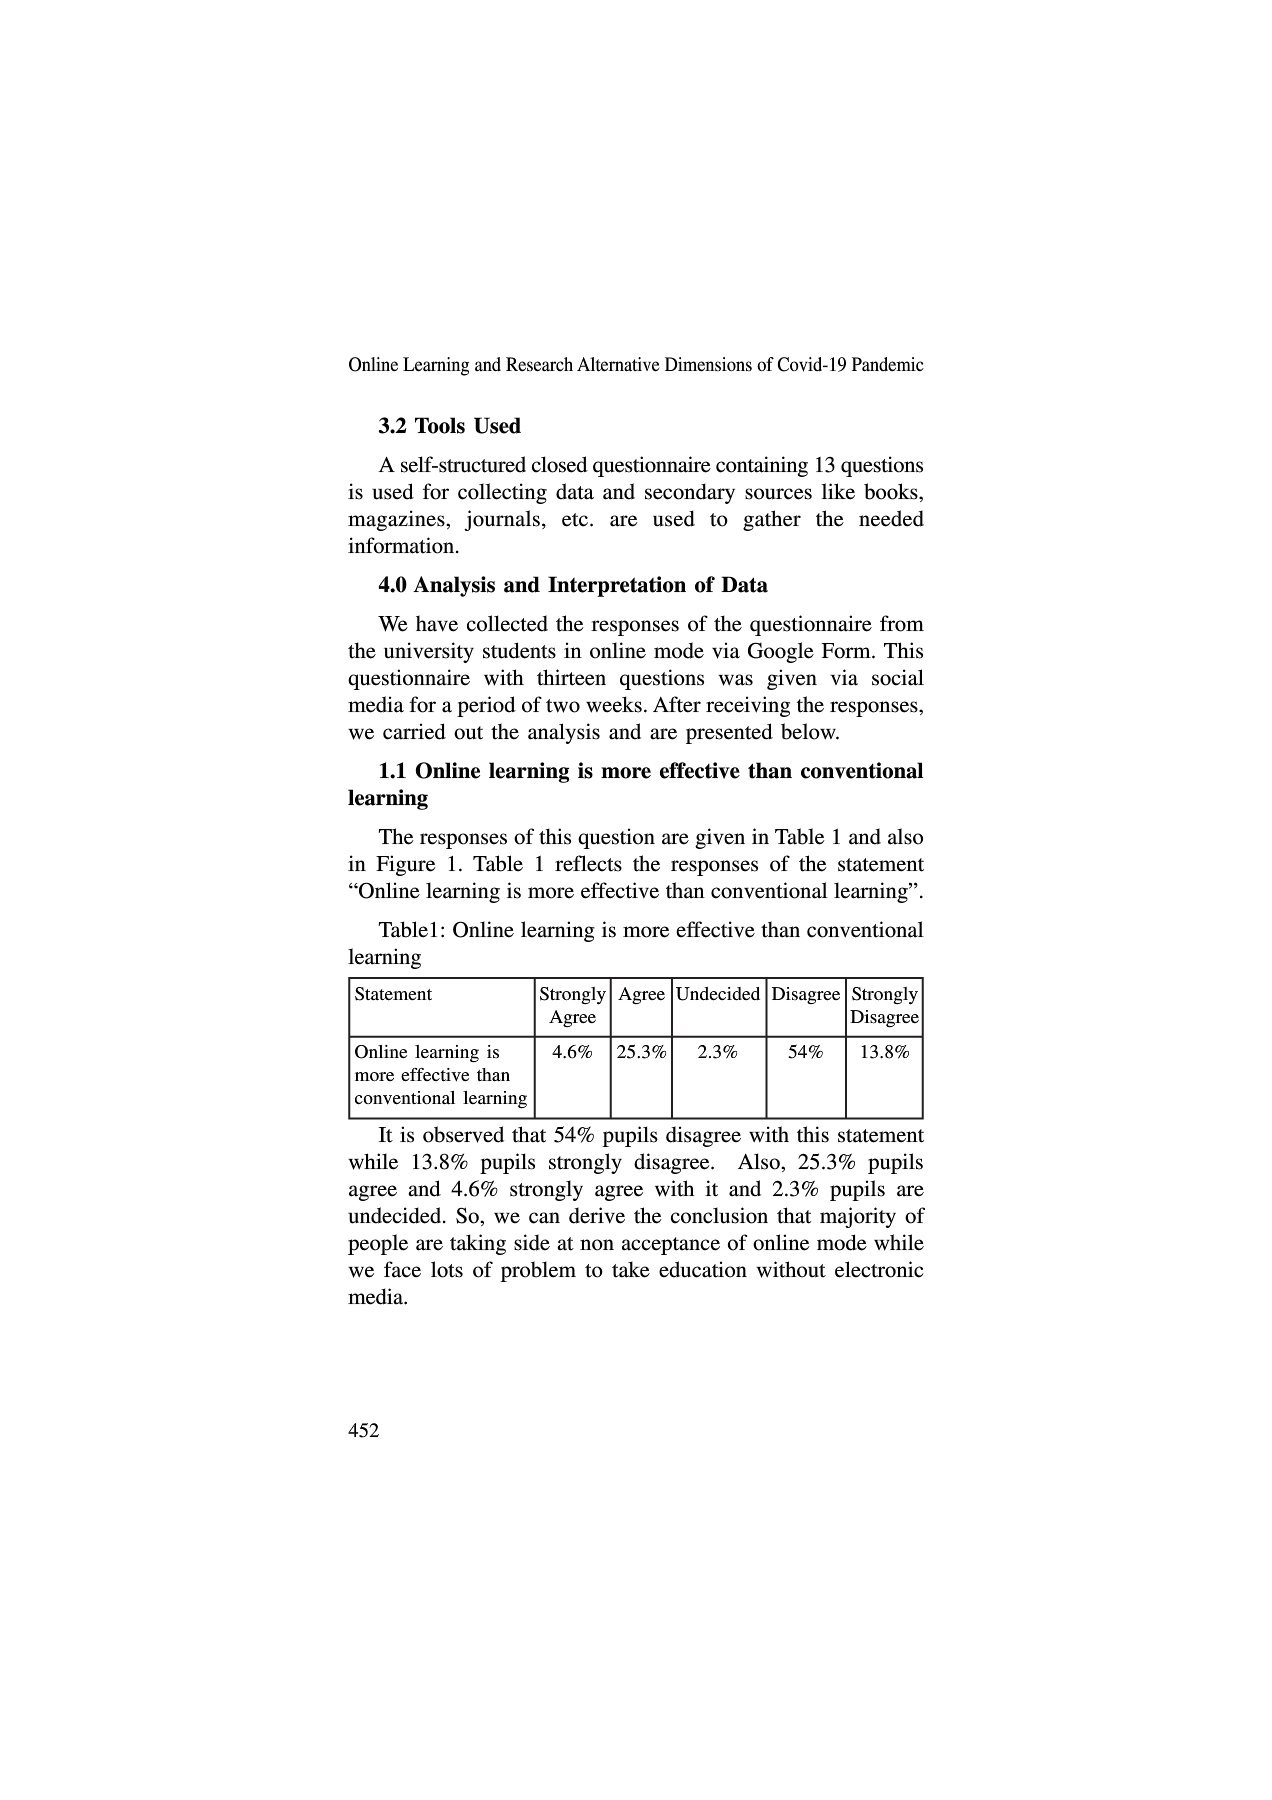 Online Learning and Research Alternative Dimensions of Covid-19 Pandemic
3.2 Tools Used
A self-structured closed questionnaire containing 13 questions
is used for collecting data and secondary sources like books,
magazines, journals, etc. are used to gather the needed
information.
4.0 Analysis and Interpretation of Data
We have collected the responses of the questionnaire from
the university students in online mode via Google Form. This
questionnaire with thirteen questions was given via social
media for a period of two weeks. After receiving the responses,
we carried out the analysis and are presented below.
1.1 Online learning is more effective than conventional
learning
The responses of this question are given in Table 1 and also
in Figure 1. Table 1 reflects the responses of the statement
“Online learning is more effective than conventional learning”.
Table1: Online learning is more effective than conventional
learning
Statement Strongly Agree Undecided Disagree Strongly
Agree Disagree
Online learning is 4.6% 25.3% 2.3% 54% 13.8%
more effective than
conventional learning
It is observed that 54% pupils disagree with this statement
while 13.8% pupils strongly disagree. Also, 25.3% pupils
agree and 4.6% strongly agree with it and 2.3% pupils are
undecided. So, we can derive the conclusion that majority of
people are taking side at non acceptance of online mode while
we face lots of problem to take education without electronic
media.
452